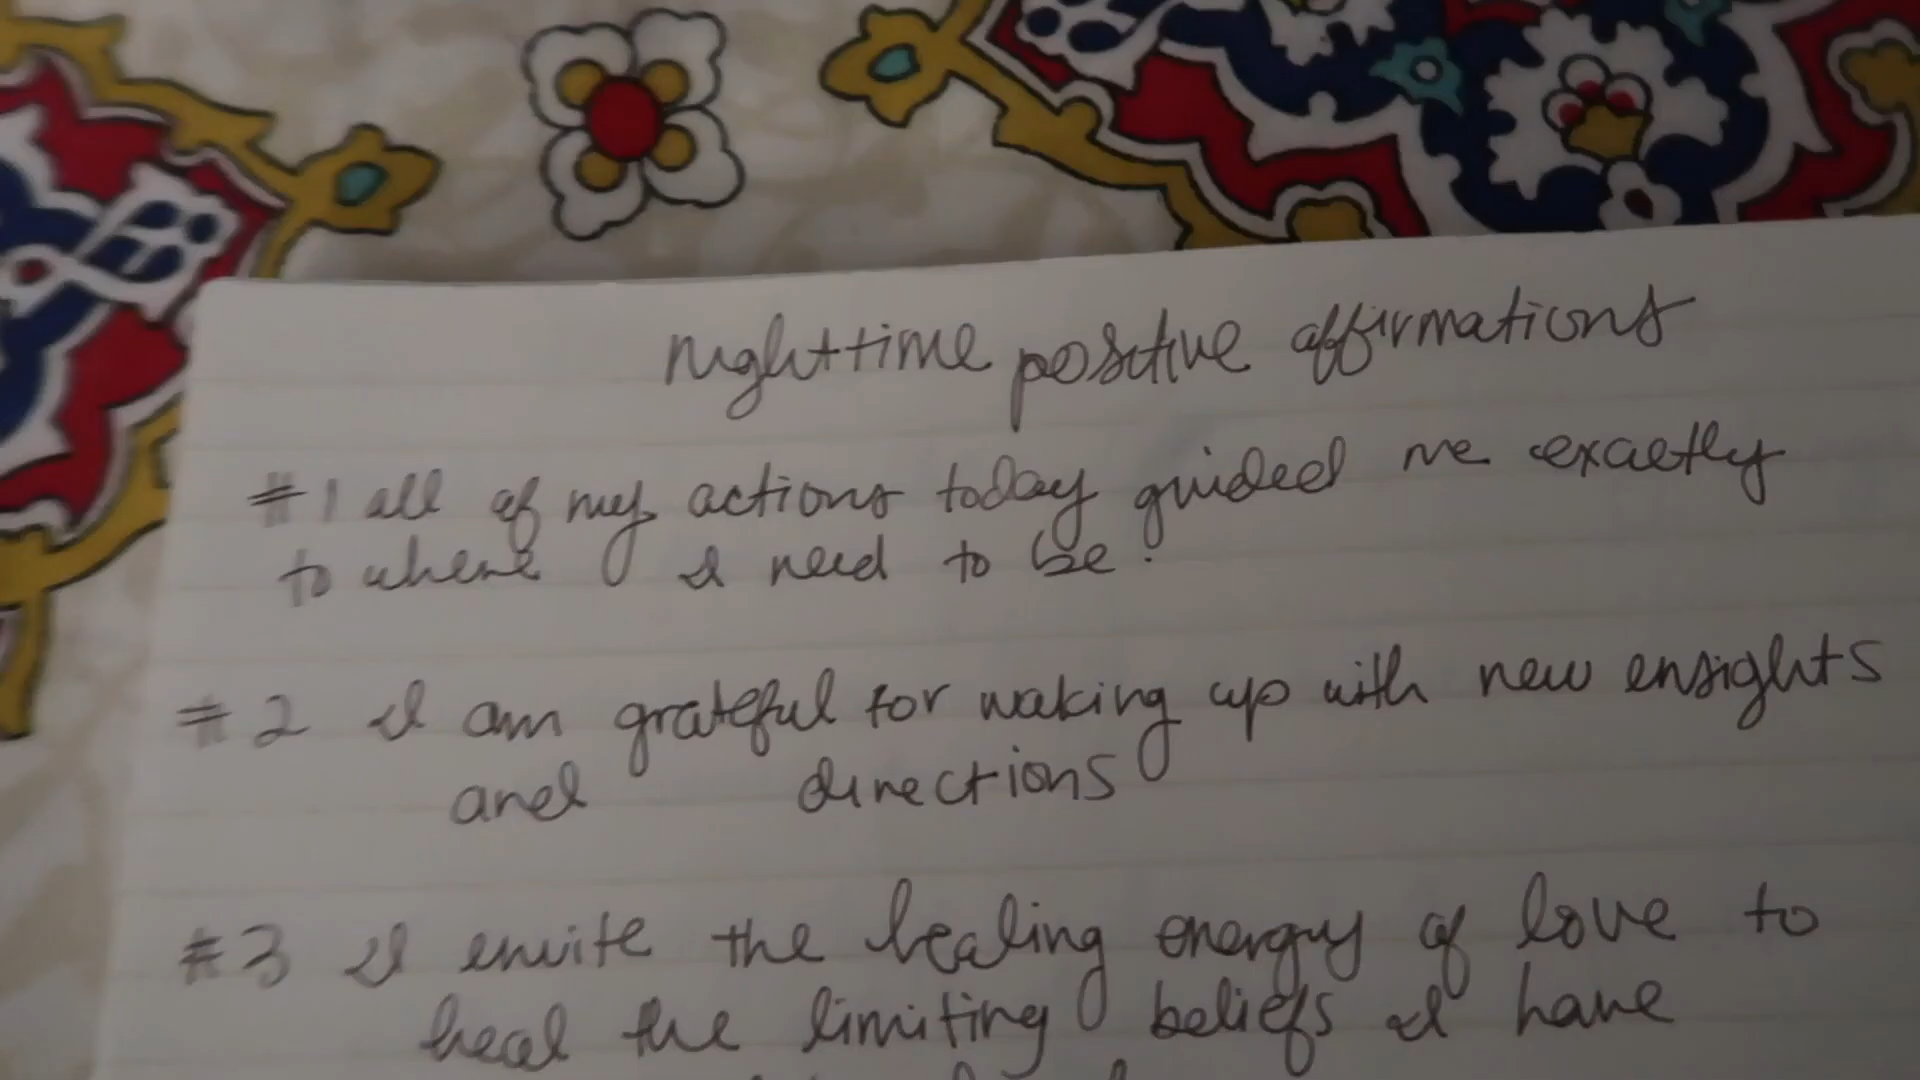 nighttime positive affirmations
#1 all of my actions today guided me exactly
to where I need to be.
#2 I am grateful for waking up with new ensights
and directions
#3 I envite the healing energy of love to
heal the limiting beliefs I have